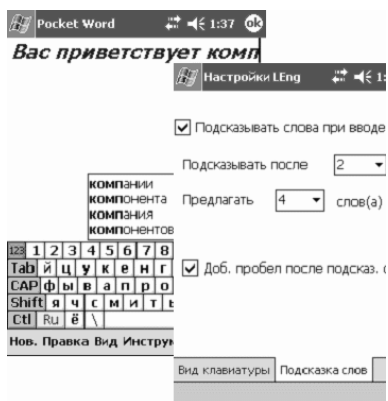 Pocket Word 1:37 ok
Вас приветствует комп
компании
компонента
компания
компонентов
123 1 2 3 4 5 6 7 8
Tab й ц у к е н г
CAP ф ы в а п р о
Shift я ч с м и т ь
Ctl Ru ё \
Нов. Правка Вид Инструм
Настройки LEng 1:
Подсказывать слова при вводе
Подсказывать после 2
Предлагать 4 слов(а)
Доб. пробел после подсказ. с
Вид клавиатуры Подсказка слов